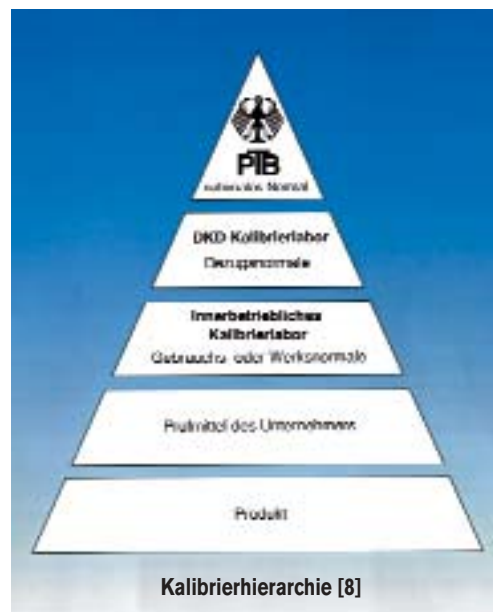 PTB
nationales Normal
DKD Kalibrierlabor
Bezugsnormale
Innerbetriebliches
Kalibrierlabor
Gebrauchs- oder Werksnormale
Prüfmittel des Unternehmens
Produkt
Kalibrierhierarchie [8]